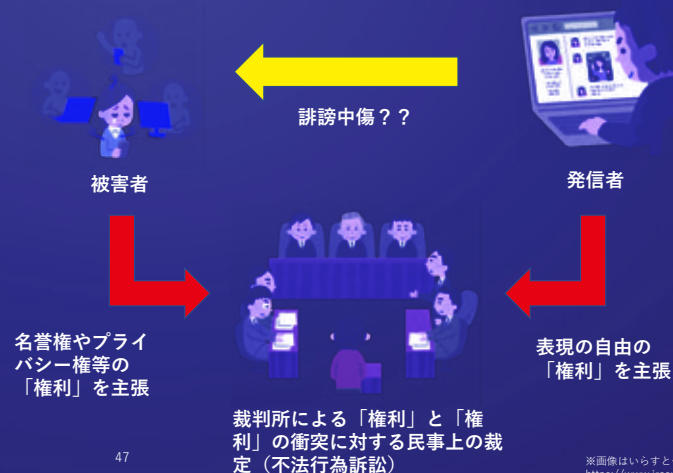 誹謗中傷??
被害者
発信者
名誉権やプライ
バシー権等の
「権利」を主張
表現の自由の
「権利」を主張
裁判所による「権利」と「権
利」の衝突に対する民事上の裁
定（不法行為訴訟）
47
※画像はいらすと